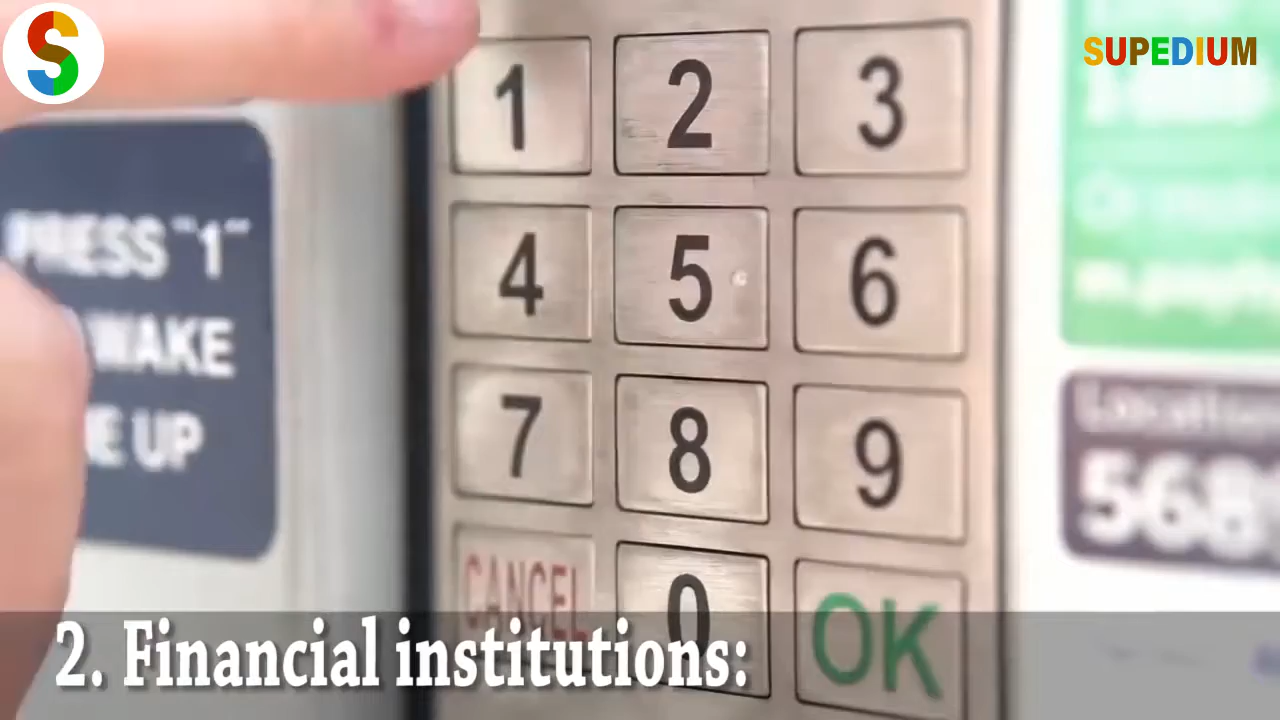 S
SUPEDIUM
1 2 3
4 5 6
7 8 9
CANCEL 0 OK
PRESS "1"
WAKE
UP
Location
568
2. Financial institutions: